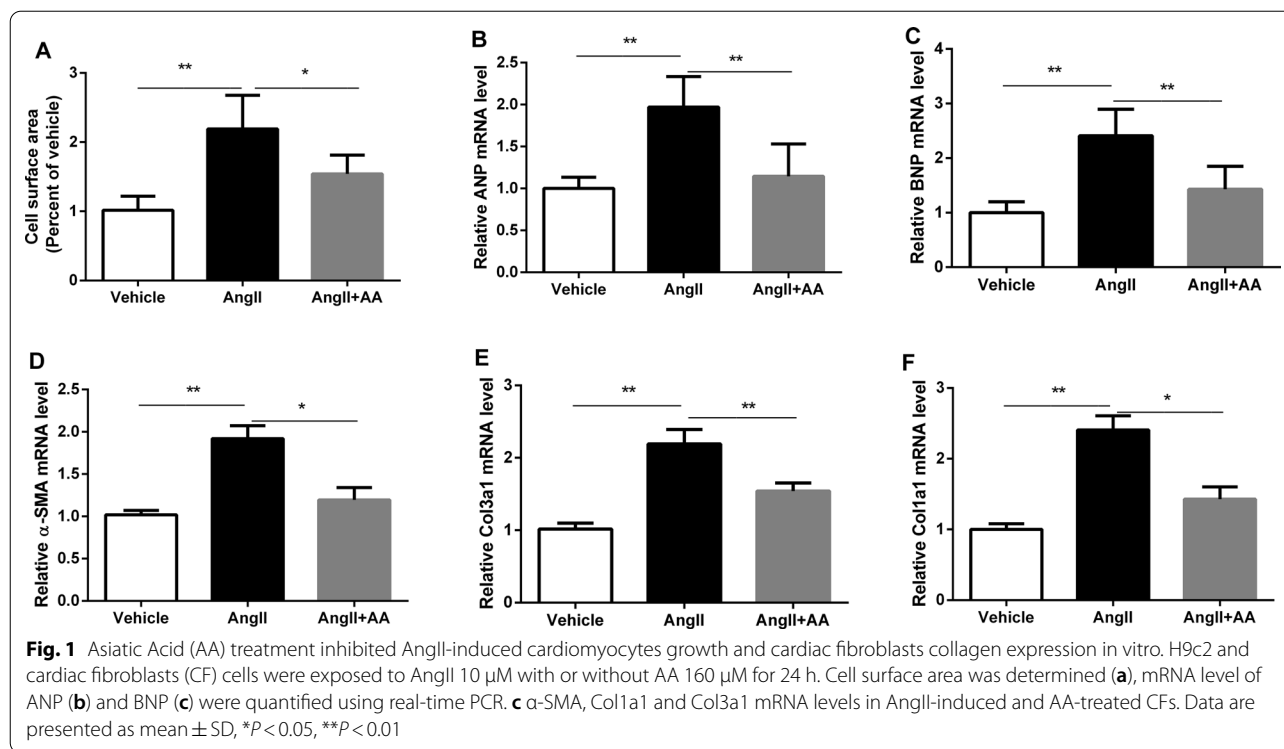 A
Cell surface area
(Percent of vehicle)
3
2
1
0
**
*
Vehicle
AngII
AngII+AA
B
Relative ANP mRNA level
2.5
2.0
1.5
1.0
0.5
0.0
**
**
Vehicle
AngII
AngII+AA
C
Relative BNP mRNA level
4
3
2
1
0
**
**
Vehicle
AngII
AngII+AA
D
Relative α-SMA mRNA level
2.5
2.0
1.5
1.0
0.5
0.0
**
*
Vehicle
AngII
AngII+AA
E
Relative Col3a1 mRNA level
3
2
1
0
**
**
Vehicle
AngII
AngII+AA
F
Relative Col1a1 mRNA level
3
2
1
0
**
*
Vehicle
AngII
AngII+AA
Fig. 1 Asiatic Acid (AA) treatment inhibited AngII-induced cardiomyocytes growth and cardiac fibroblasts collagen expression in vitro. H9c2 and
cardiac fibroblasts (CF) cells were exposed to AngII 10 μM with or without AA 160 μM for 24 h. Cell surface area was determined (a), mRNA level of
ANP (b) and BNP (c) were quantified using real-time PCR. c α-SMA, Col1a1 and Col3a1 mRNA levels in AngII-induced and AA-treated CFs. Data are
presented as mean ± SD, *P < 0.05, **P < 0.01